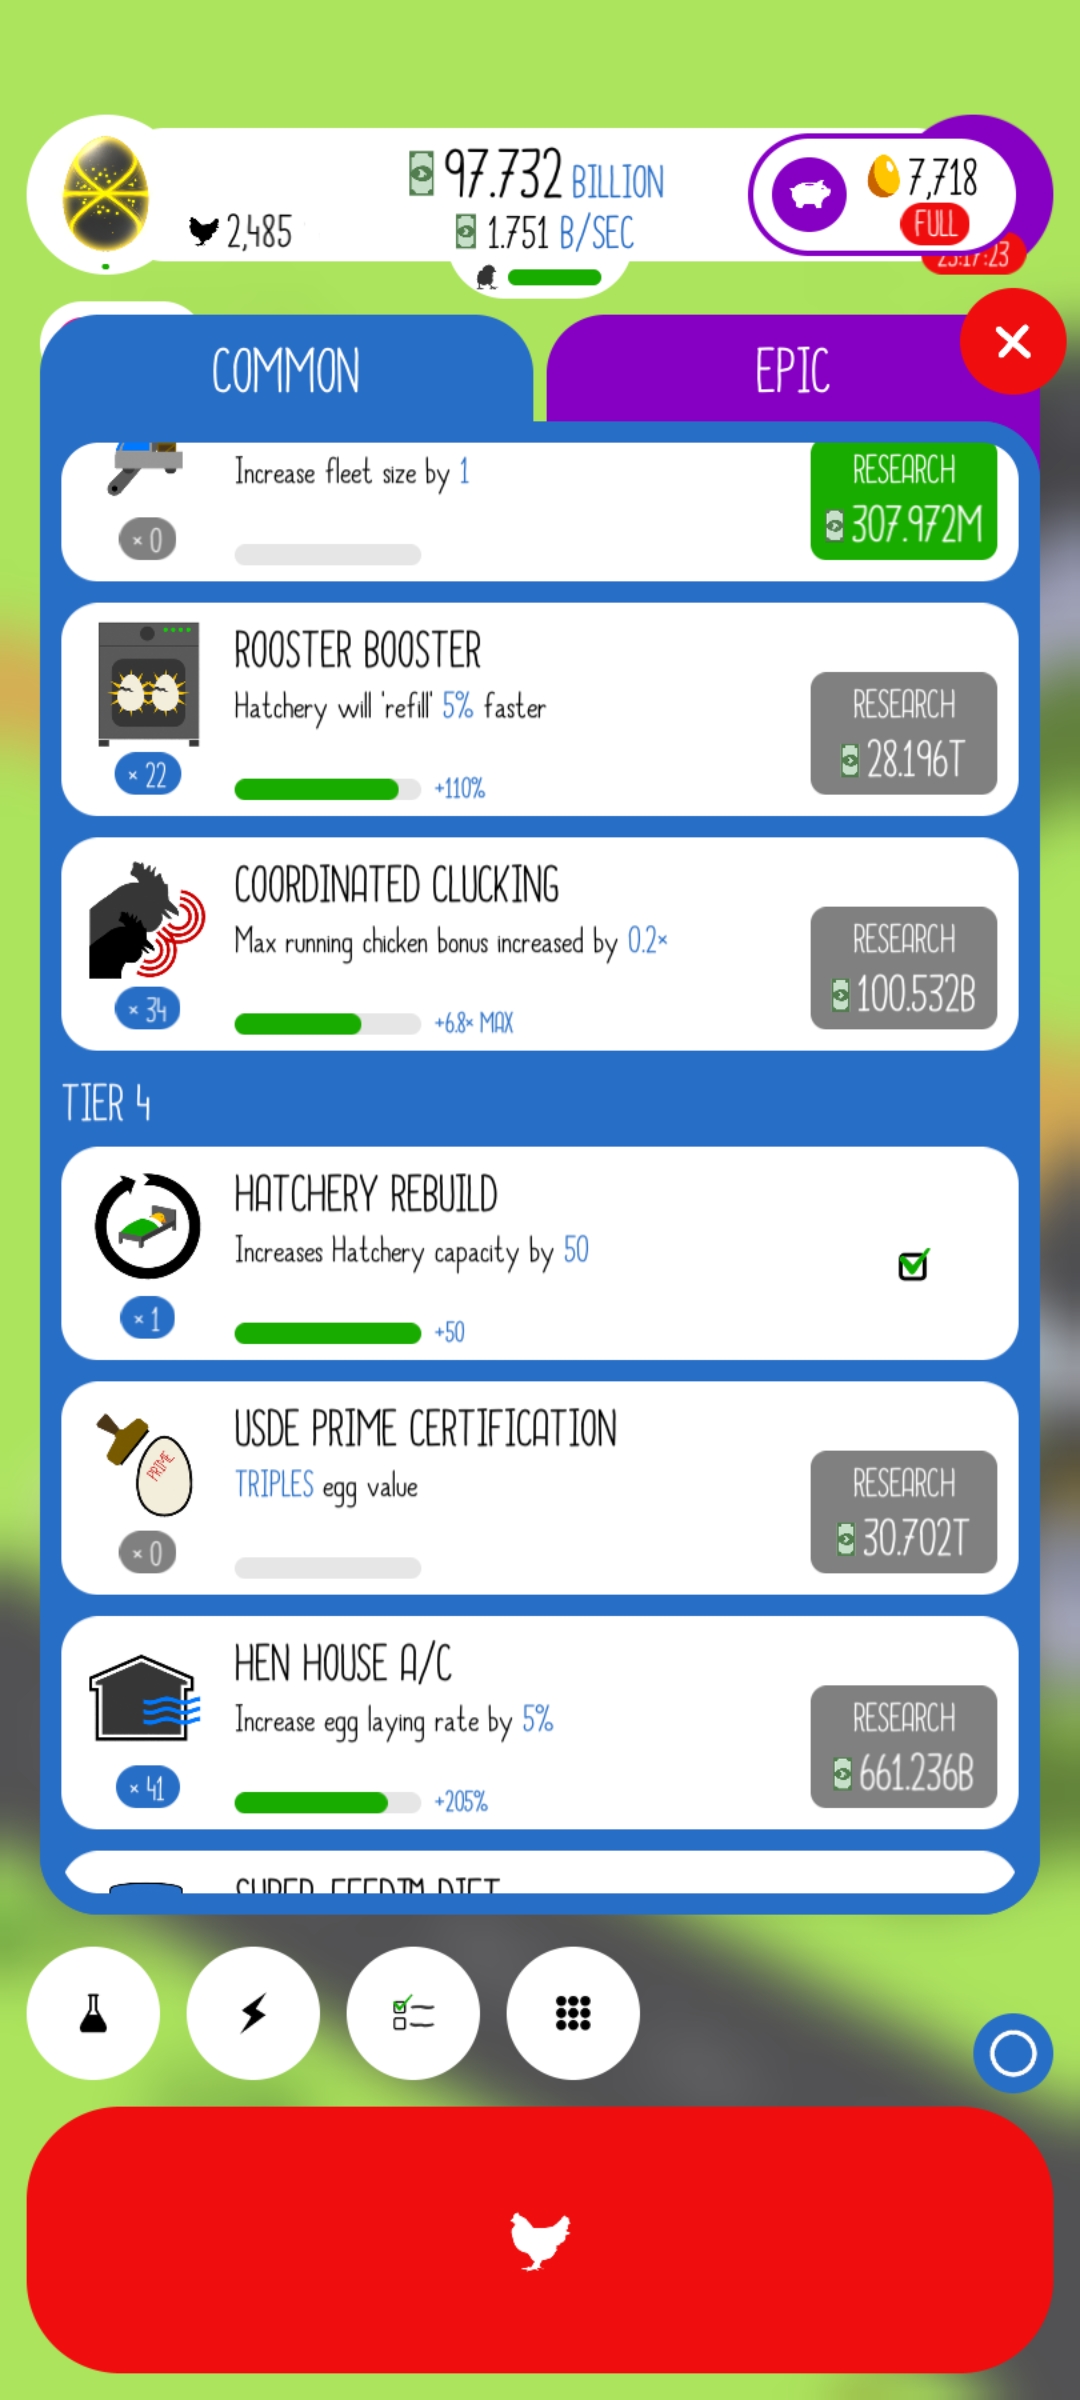 97.732 BILLION
2,485
1.751 B/SEC
7,718
FULL
23:17:23
COMMON
EPIC
Increase fleet size by 1
× 0
RESEARCH
307.972M
ROOSTER BOOSTER
Hatchery will 'refill' 5% faster
× 22
+110%
RESEARCH
28.196T
COORDINATED CLUCKING
Max running chicken bonus increased by 0.2×
× 34
+6.8× MAX
RESEARCH
100.532B
TIER 4
HATCHERY REBUILD
Increases Hatchery capacity by 50
× 1
+50
PRIME
USDE PRIME CERTIFICATION
TRIPLES egg value
× 0
RESEARCH
30.702T
HEN HOUSE A/C
Increase egg laying rate by 5%
× 41
+205%
RESEARCH
661.236B
SUPER FEED™ DIET